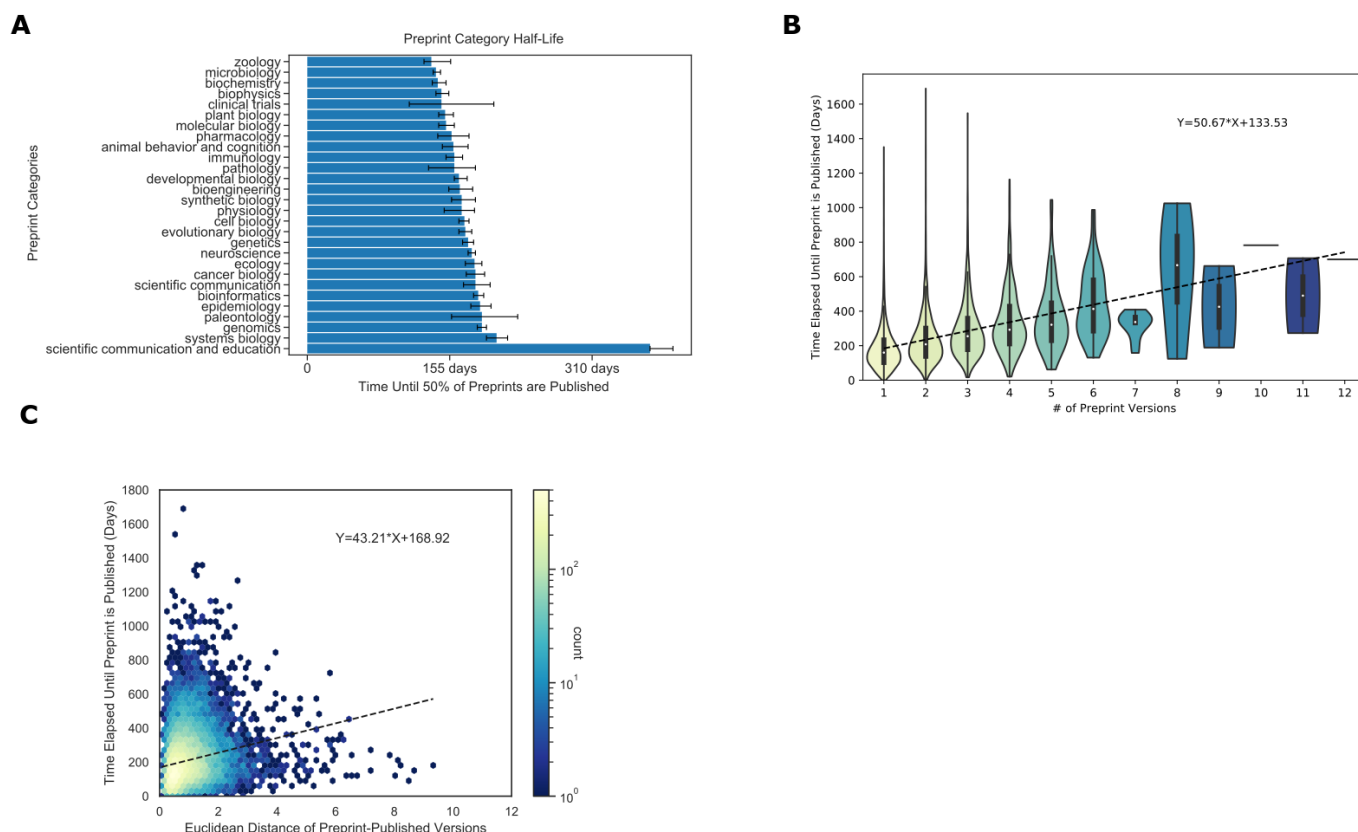 A
Preprint Category Half-Life
Preprint Categories
zoology
microbiology
biochemistry
biophysics
clinical trials
plant biology
molecular biology
pharmacology
animal behavior and cognition
immunology
pathology
developmental biology
bioengineering
synthetic biology
physiology
cell biology
evolutionary biology
genetics
neuroscience
ecology
cancer biology
scientific communication
bioinformatics
epidemiology
paleontology
genomics
systems biology
scientific communication and education
0 155 days 310 days
Time Until 50% of Preprints are Published
B
Time Elapsed Until Preprint is Published (Days)
1600
1400
1200
1000
800
600
400
200
0
Y=50.67*X+133.53
1 2 3 4 5 6 7 8 9 10 11 12
# of Preprint Versions
C
Time Elapsed Until Preprint is Published (Days)
1800
1600
1400
1200
1000
800
600
400
200
0
Y=43.21*X+168.92
0 2 4 6 8 10 12
Euclidean Distance of Preprint-Published Versions
10²
10¹
10⁰
count